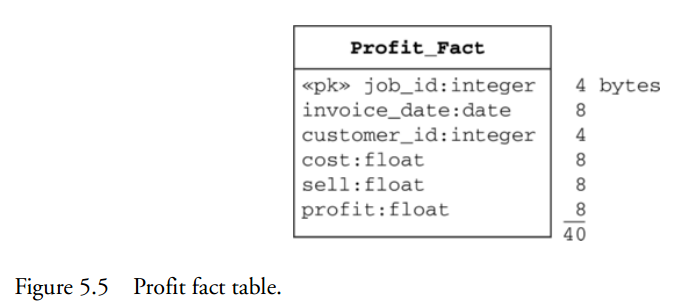 Profit_Fact
«pk» job_id:integer 4 bytes
invoice_date:date 8
customer_id:integer 4
cost:float 8
sell:float 8
profit:float 8
40
Figure 5.5 Profit fact table.